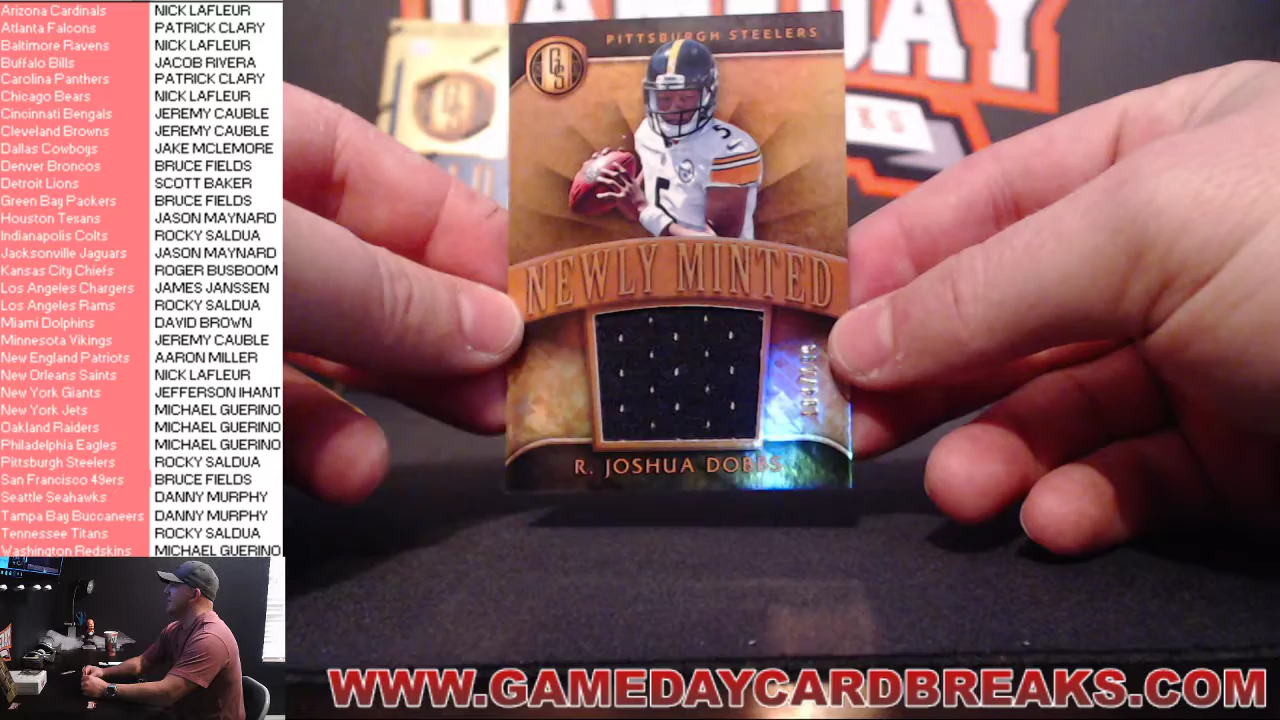 Arizona Cardinals NICK LAFLEUR
Atlanta Falcons PATRICK CLARY
Baltimore Ravens NICK LAFLEUR
Buffalo Bills JACOB RIVERA
Carolina Panthers PATRICK CLARY
Chicago Bears NICK LAFLEUR
Cincinnati Bengals JEREMY CAUBLE
Cleveland Browns JEREMY CAUBLE
Dallas Cowboys JAKE MCLEMORE
Denver Broncos BRUCE FIELDS
Detroit Lions SCOTT BAKER
Green Bay Packers BRUCE FIELDS
Houston Texans JASON MAYNARD
Indianapolis Colts ROCKY SALDUA
Jacksonville Jaguars JASON MAYNARD
Kansas City Chiefs ROGER BUSBOOM
Los Angeles Chargers JAMES JANSSEN
Los Angeles Rams ROCKY SALDUA
Miami Dolphins DAVID BROWN
Minnesota Vikings JEREMY CAUBLE
New England Patriots AARON MILLER
New Orleans Saints NICK LAFLEUR
New York Giants JEFFERSON IHANT
New York Jets MICHAEL GUERINO
Oakland Raiders MICHAEL GUERINO
Philadelphia Eagles MICHAEL GUERINO
Pittsburgh Steelers ROCKY SALDUA
San Francisco 49ers BRUCE FIELDS
Seattle Seahawks DANNY MURPHY
Tampa Bay Buccaneers DANNY MURPHY
Tennessee Titans ROCKY SALDUA
Washington Redskins MICHAEL GUERINO
PITTSBURGH STEELERS
GS
5
5
NEWLY MINTED
R. JOSHUA DOBBS
WWW.GAMEDAYCARDBREAKS.COM